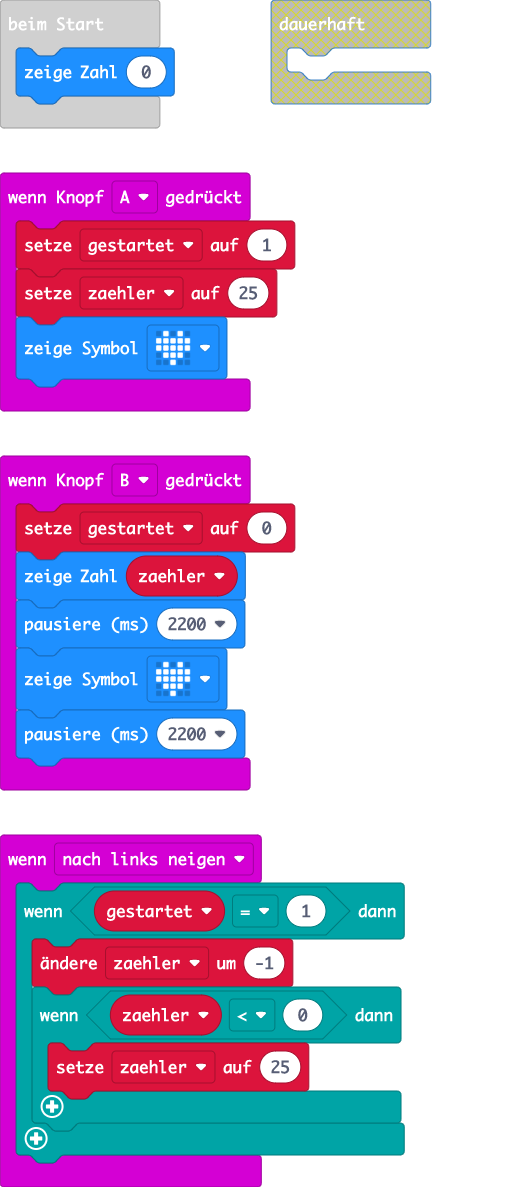 beim Start
zeige Zahl 0
dauerhaft
wenn Knopf A gedrückt
setze gestartet auf 1
setze zaehler auf 25
zeige Symbol
wenn Knopf B gedrückt
setze gestartet auf 0
zeige Zahl zaehler
pausiere (ms) 2200
zeige Symbol
pausiere (ms) 2200
wenn nach links neigen
wenn gestartet = 1 dann
ändere zaehler um -1
wenn zaehler < 0 dann
setze zaehler auf 25